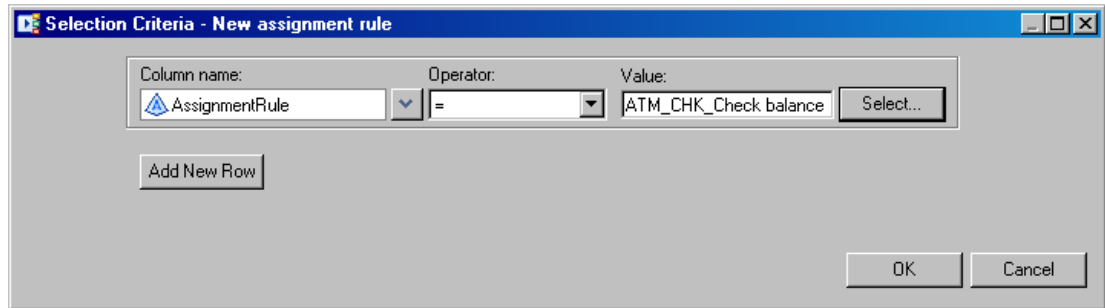 Selection Criteria - New assignment rule
Column name: Operator: Value:
AssignmentRule = ATM_CHK_Check balance Select...
Add New Row
OK Cancel